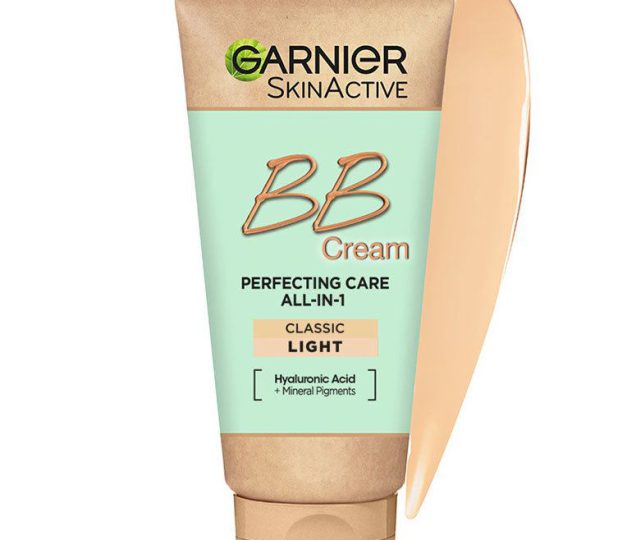 GARNIER
SKINACTIVE
BB
Cream
PERFECTING CARE
ALL-IN-1
CLASSIC
LIGHT
Hyaluronic Acid
+ Mineral Pigments